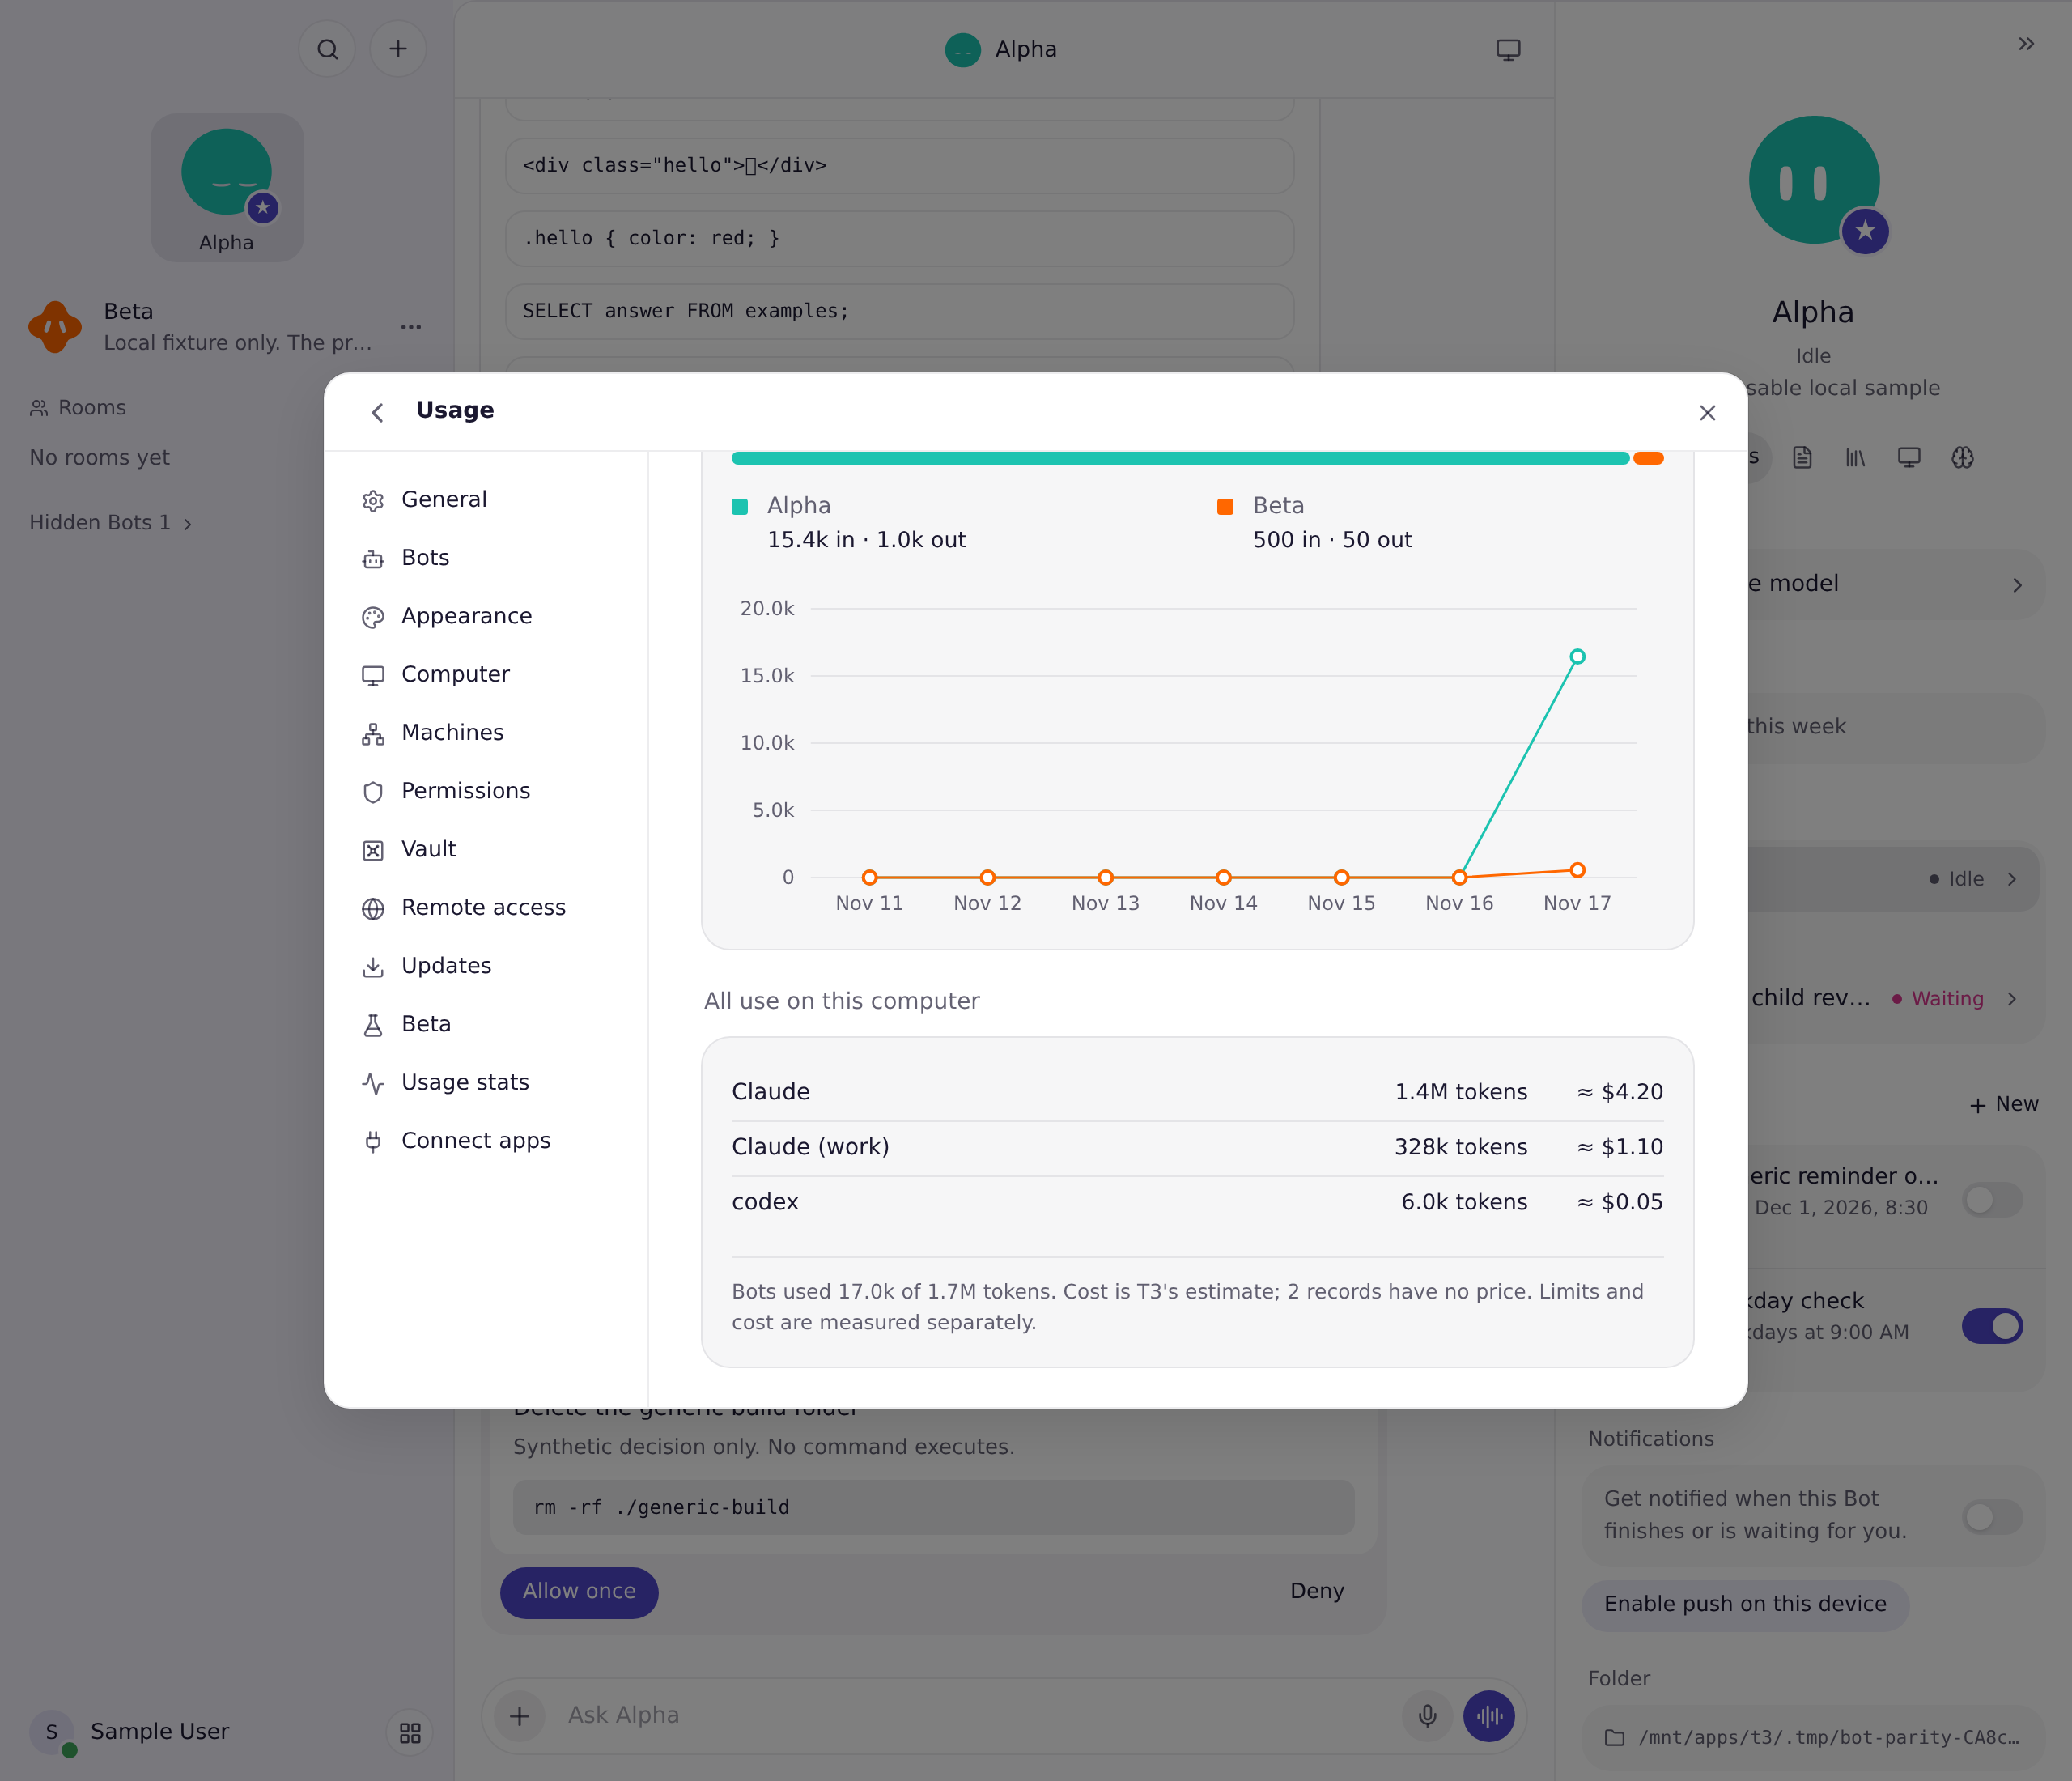 Alpha
Beta
Local fixture only. The pr...
Rooms
No rooms yet
Hidden Bots 1
S
Sample User
Alpha
<div class="hello">▯</div>
.hello { color: red; }
SELECT answer FROM examples;
Usage
General
Bots
Appearance
Computer
Machines
Permissions
Vault
Remote access
Updates
Beta
Usage stats
Connect apps
Alpha
15.4k in · 1.0k out
Beta
500 in · 50 out
20.0k
15.0k
10.0k
5.0k
0
Nov 11 Nov 12 Nov 13 Nov 14 Nov 15 Nov 16 Nov 17
All use on this computer
Claude 1.4M tokens ≈ $4.20
Claude (work) 328k tokens ≈ $1.10
codex 6.0k tokens ≈ $0.05
Bots used 17.0k of 1.7M tokens. Cost is T3's estimate; 2 records have no price. Limits and
cost are measured separately.
Delete the generic build folder
Synthetic decision only. No command executes.
rm -rf ./generic-build
Allow once
Deny
Ask Alpha
Alpha
Idle
sable local sample
s
e model
this week
Idle
child rev... Waiting
New
eric reminder o...
Dec 1, 2026, 8:30
kday check
kdays at 9:00 AM
Notifications
Get notified when this Bot
finishes or is waiting for you.
Enable push on this device
Folder
/mnt/apps/t3/.tmp/bot-parity-CA8c...